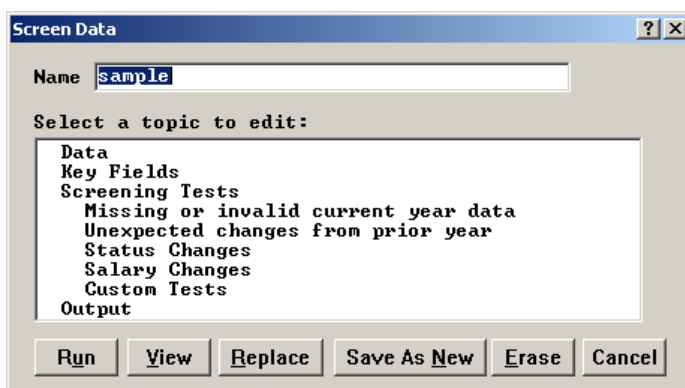 Screen Data ? X
Name sample
Select a topic to edit:
Data
Key Fields
Screening Tests
Missing or invalid current year data
Unexpected changes from prior year
Status Changes
Salary Changes
Custom Tests
Output
Run View Replace Save As New Erase Cancel